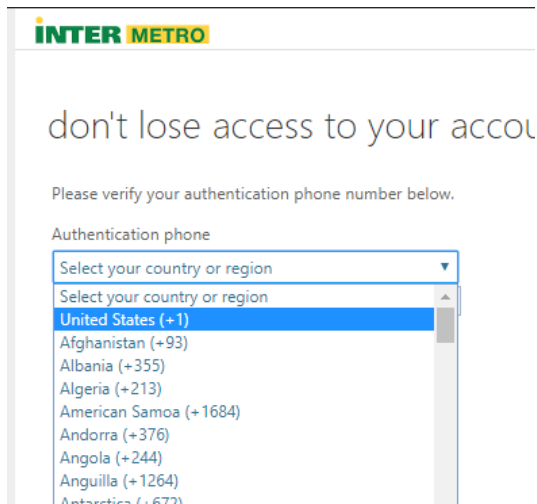 INTER METRO
don't lose access to your accou
Please verify your authentication phone number below.
Authentication phone
Select your country or region
Select your country or region
United States (+1)
Afghanistan (+93)
Albania (+355)
Algeria (+213)
American Samoa (+1684)
Andorra (+376)
Angola (+244)
Anguilla (+1264)
Antarctica (+672)